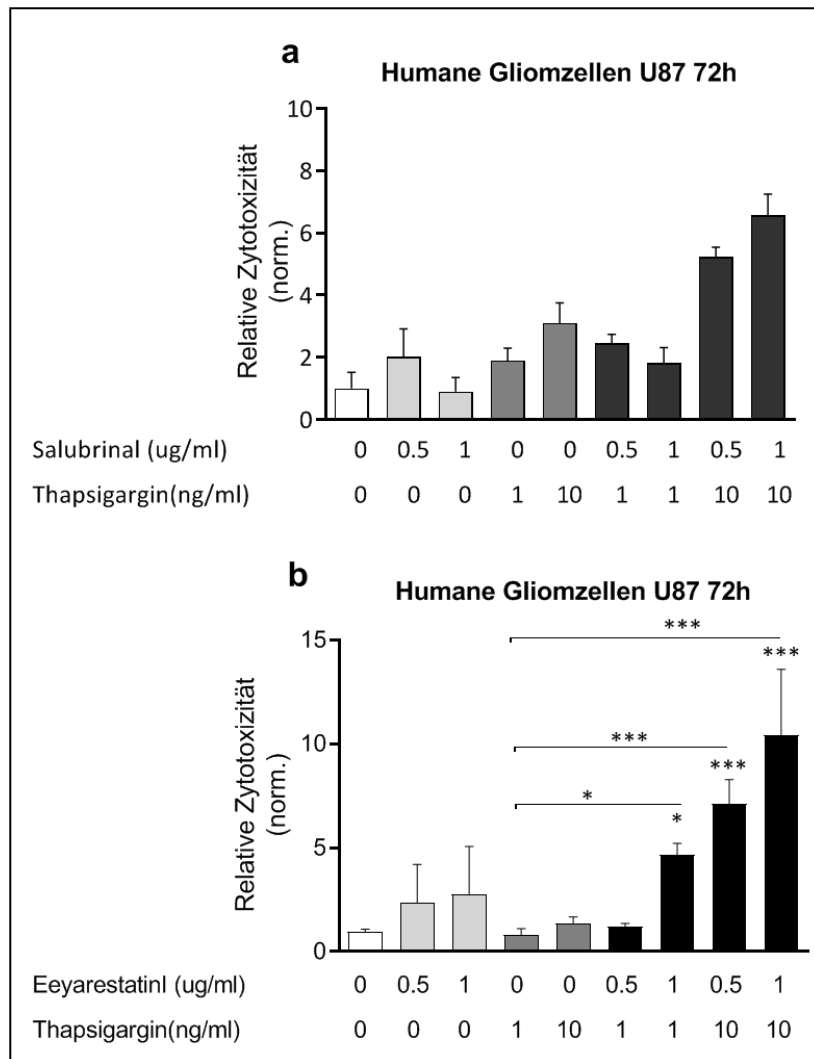 a
Humane Gliomzellen U87 72h
Relative Zytotoxizität
(norm.)
10
8
6
4
2
0
Salubrinal (ug/ml) 0 0.5 1 0 0 0.5 1 0.5 1
Thapsigargin(ng/ml) 0 0 0 1 10 1 1 10 10
b
Humane Gliomzellen U87 72h
Relative Zytotoxizität
(norm.)
15
10
5
0
***
***
***
***
*
*
EeyarestatinI (ug/ml) 0 0.5 1 0 0 0.5 1 0.5 1
Thapsigargin(ng/ml) 0 0 0 1 10 1 1 10 10